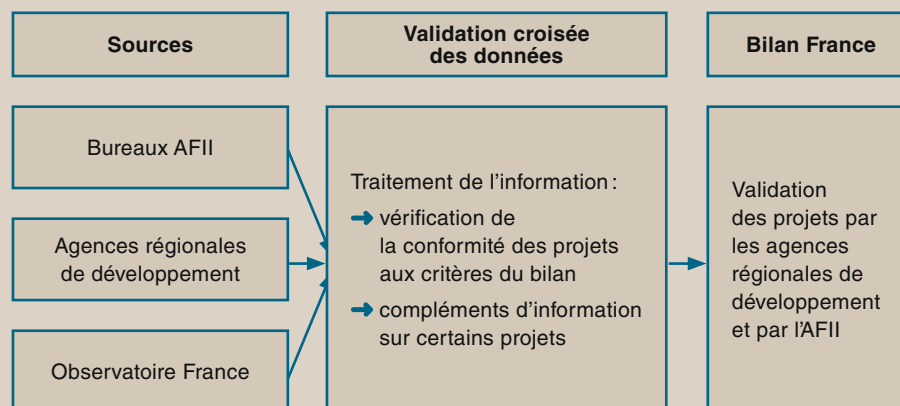 Sources
Validation croisée
des données
Bilan France
Bureaux AFII
Agences régionales
de développement
Observatoire France
Traitement de l’information :
➜ vérification de
la conformité des projets
aux critères du bilan
➜ compléments d’information
sur certains projets
Validation
des projets par
les agences
régionales de
développement
et par l’AFII